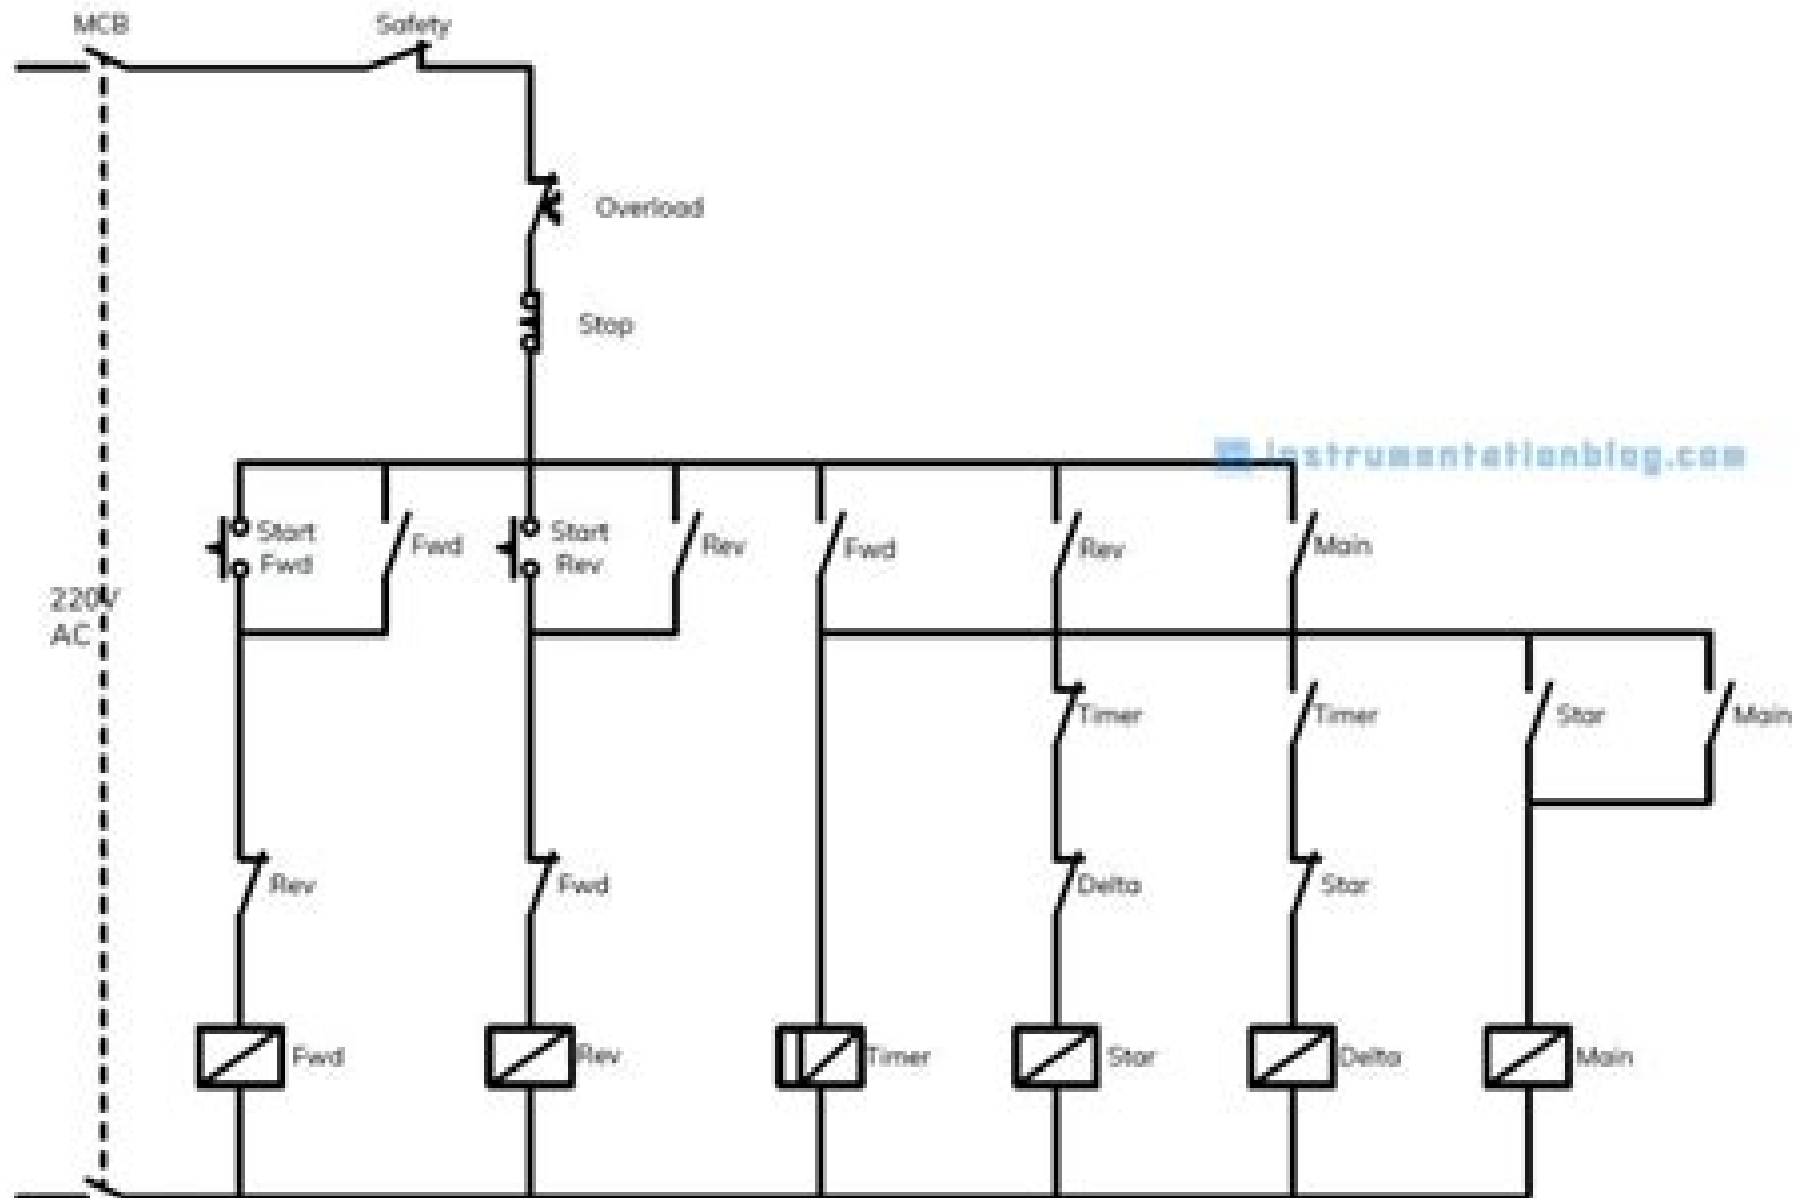 MCB
Safety
Overload
Stop
instrumentationblog.com
Start
Fwd
Fwd
Start
Rev
Rev
Fwd
Rev
Main
220V
AC
Timer
Timer
Star
Main
Rev
Fwd
Delta
Star
Fwd
Rev
Timer
Star
Delta
Main